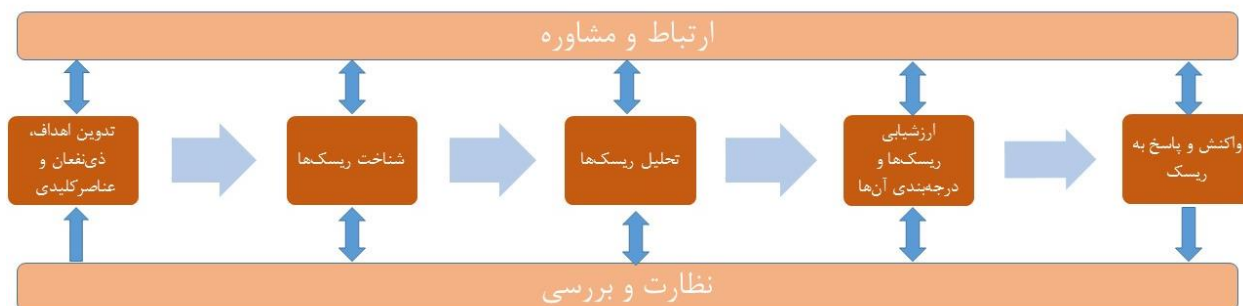 ارتباط و مشاوره
تدوین اهداف،
ذی‌نفعان و
عناصرکلیدی
شناخت ریسک‌ها
تحلیل ریسک‌ها
ارزشیابی
ریسک‌ها و
درجه‌بندی آن‌ها
واکنش و پاسخ به
ریسک
نظارت و بررسی